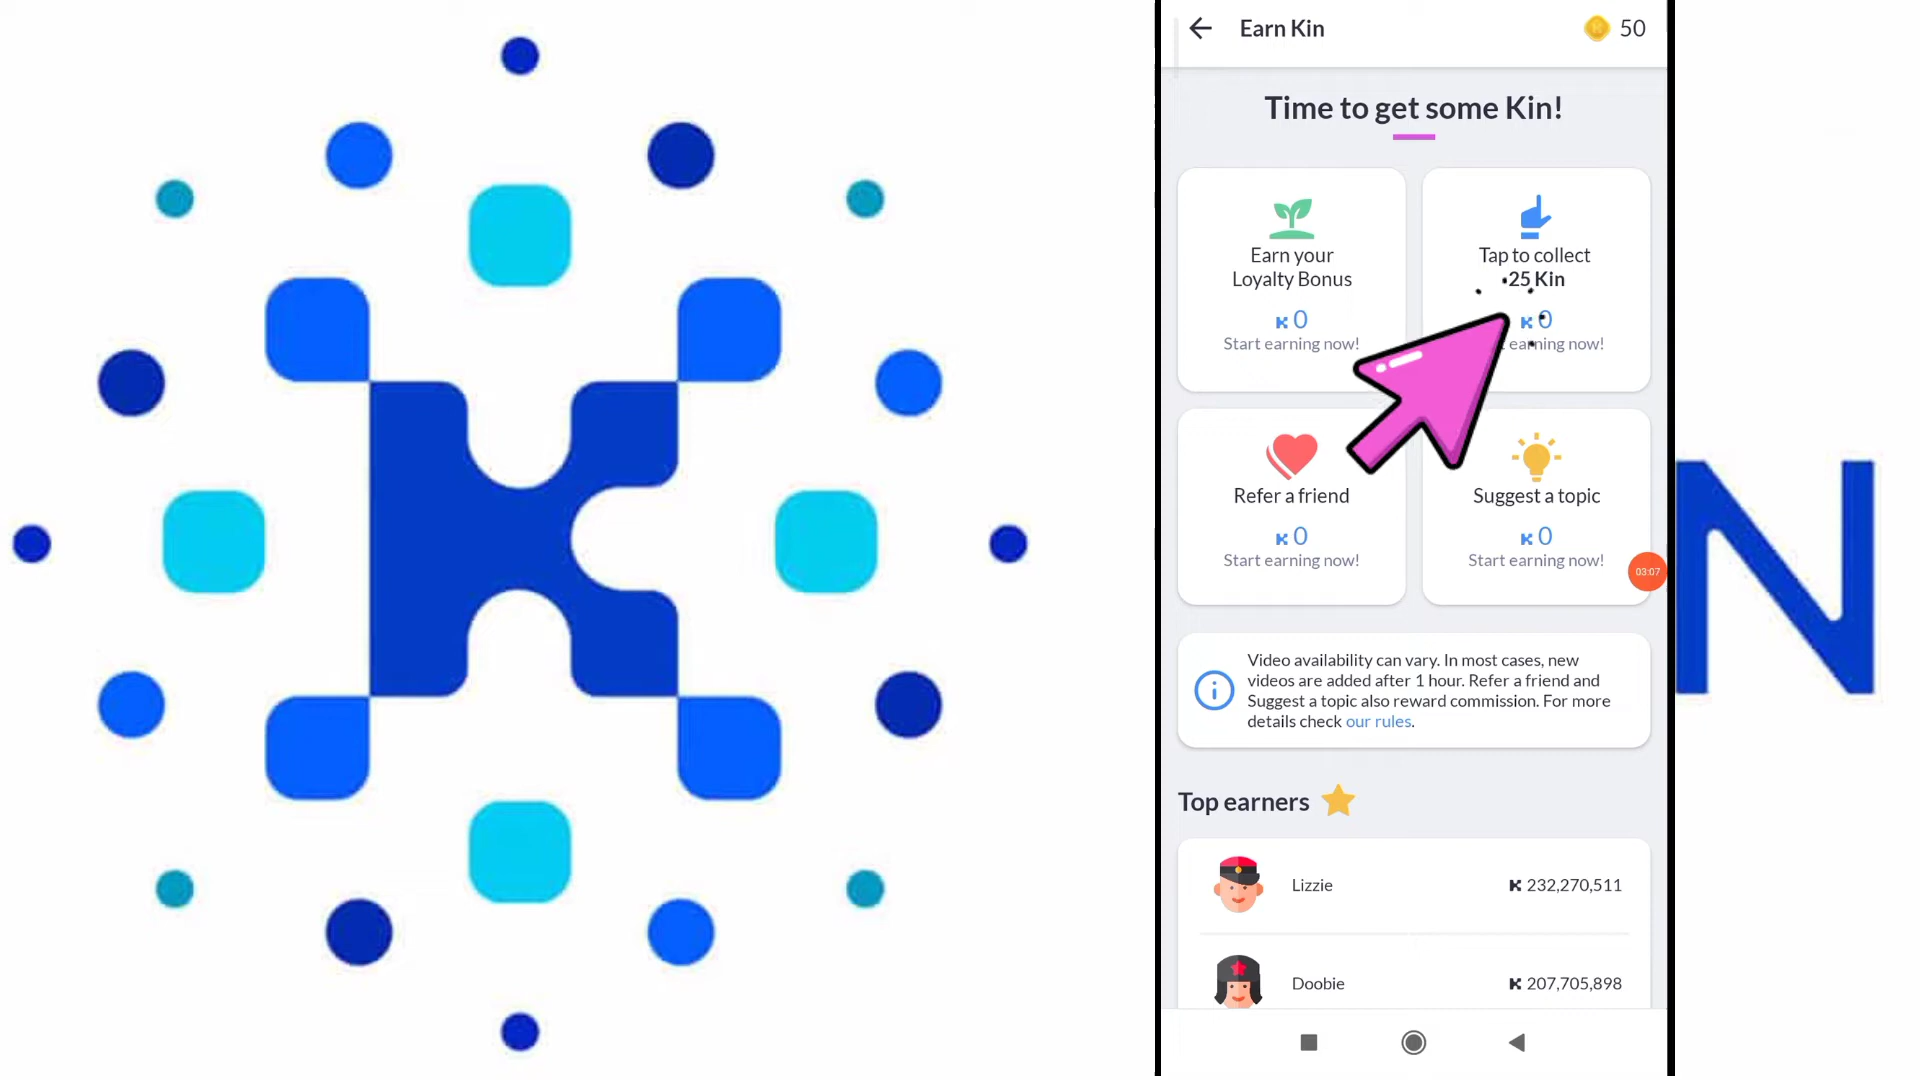 Earn Kin
50
Time to get some Kin!
Earn your
Loyalty Bonus
0
Start earning now!
Tap to collect
25 Kin
0
earning now!
Refer a friend
0
Start earning now!
Suggest a topic
0
Start earning now!
03:07
Video availability can vary. In most cases, new
videos are added after 1 hour. Refer a friend and
Suggest a topic also reward commission. For more
details check our rules.
Top earners
Lizzie
K 232,270,511
Doobie
K 207,705,898
K
N